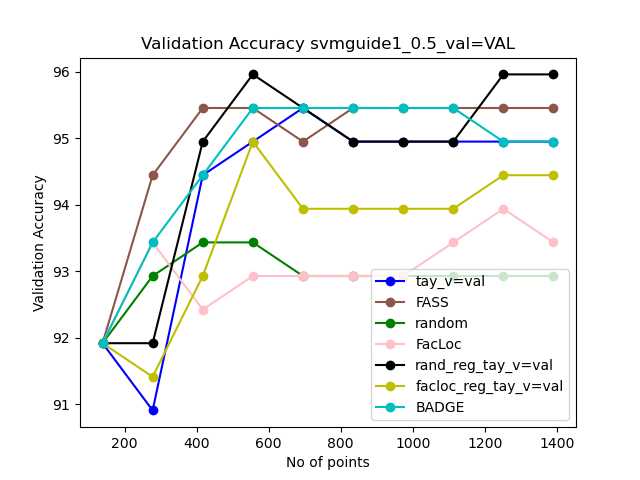 Validation Accuracy svmguide1_0.5_val=VAL
96
95
94
93
92
91
Validation Accuracy
200 400 600 800 1000 1200 1400
No of points
tay_v=val
FASS
random
FacLoc
rand_reg_tay_v=val
facloc_reg_tay_v=val
BADGE